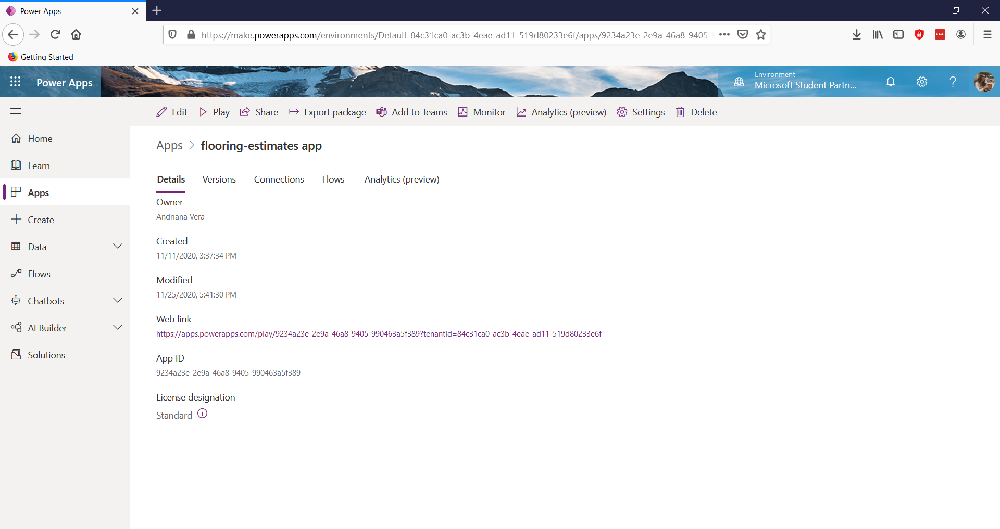 Power Apps
https://make.powerapps.com/environments/Default-84c31ca0-ac3b-4eae-ad11-519d80233e6f/apps/9234a23e-2e9a-46a8-9405-
Getting Started
Power Apps
Environment
Microsoft Student Partn...
Edit Play Share Export package Add to Teams Monitor Analytics (preview) Settings Delete
Home
Learn
Apps
Create
Data
Flows
Chatbots
AI Builder
Solutions
Apps > flooring-estimates app
Details Versions Connections Flows Analytics (preview)
Owner
Andriana Vera
Created
11/11/2020, 3:37:34 PM
Modified
11/25/2020, 5:41:30 PM
Web link
https://apps.powerapps.com/play/9234a23e-2e9a-46a8-9405-990463a5f389?tenantId=84c31ca0-ac3b-4eae-ad11-519d80233e6f
App ID
9234a23e-2e9a-46a8-9405-990463a5f389
License designation
Standard